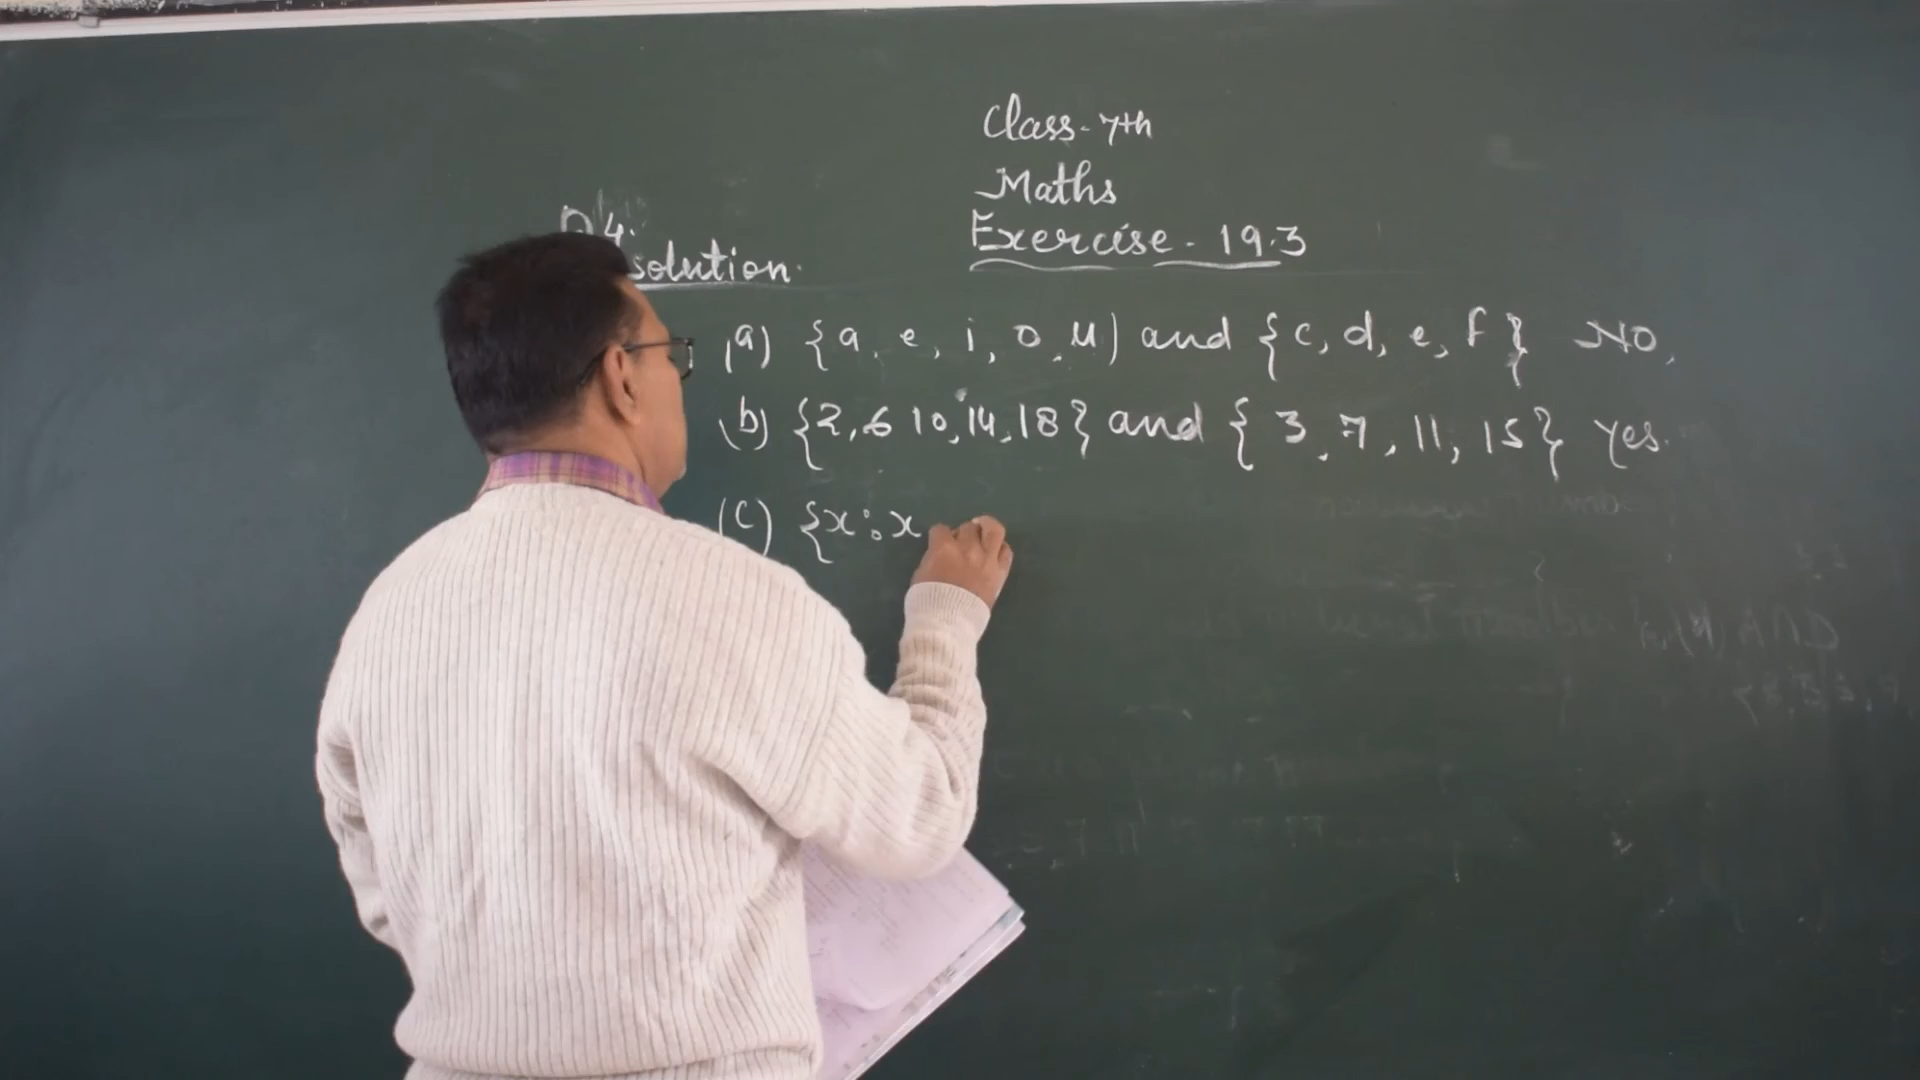 Class-7th
Maths
Exercise-19.3
Q4.
solution.
(a) {a, e, i, o, u) and {c, d, e, f} NO,
(b) {2,6 10,14,18} and { 3, 7, 11, 15} Yes.
(c) {x:x